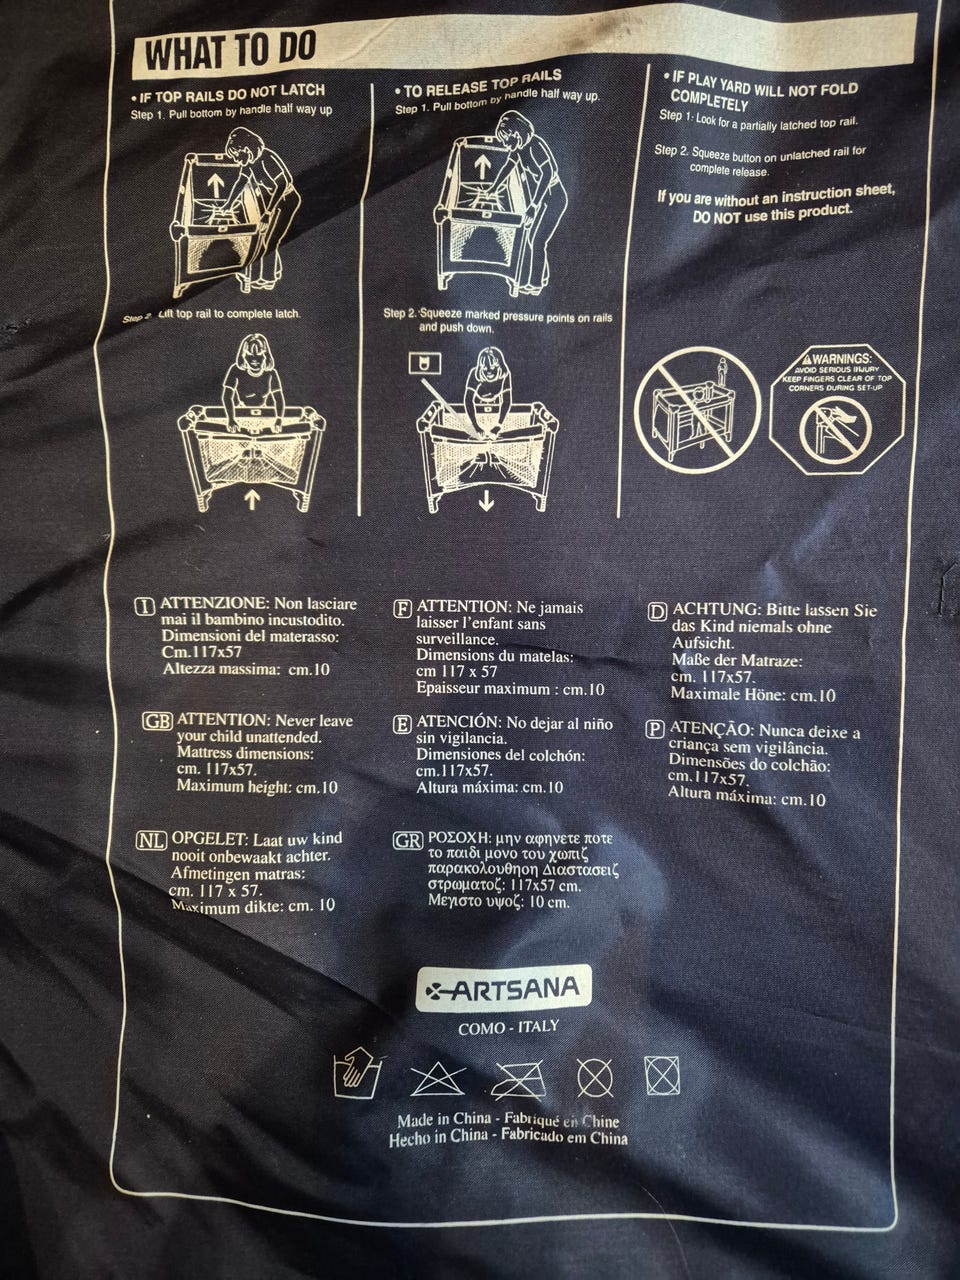 WHAT TO DO
• IF TOP RAILS DO NOT LATCH
Step 1. Pull bottom by handle half way up
Step 2. Lift top rail to complete latch.
• TO RELEASE TOP RAILS
Step 1. Pull bottom by handle half way up.
Step 2. Squeeze marked pressure points on rails
and push down.
• IF PLAY YARD WILL NOT FOLD
COMPLETELY
Step 1: Look for a partially latched top rail.
Step 2. Squeeze button on unlatched rail for
complete release.
If you are without an instruction sheet,
DO NOT use this product.
⚠WARNINGS:
AVOID SERIOUS INJURY
KEEP FINGERS CLEAR OF TOP
CORNERS DURING SET-UP
I ATTENZIONE: Non lasciare
mai il bambino incustodito.
Dimensioni del materasso:
Cm.117x57
Altezza massima: cm.10
F ATTENTION: Ne jamais
laisser l'enfant sans
surveillance.
Dimensions du matelas:
cm 117 x 57
Epaisseur maximum : cm.10
D ACHTUNG: Bitte lassen Sie
das Kind niemals ohne
Aufsicht.
Maße der Matraze:
cm. 117x57.
Maximale Höne: cm.10
GB ATTENTION: Never leave
your child unattended.
Mattress dimensions:
cm. 117x57.
Maximum height: cm.10
E ATENCIÓN: No dejar al niño
sin vigilancia.
Dimensiones del colchón:
cm.117x57.
Altura máxima: cm.10
P ATENÇÃO: Nunca deixe a
criança sem vigilância.
Dimensões do colchão:
cm.117x57.
Altura máxima: cm.10
NL OPGELET: Laat uw kind
nooit onbewaakt achter.
Afmetingen matras:
cm. 117 x 57.
Maximum dikte: cm. 10
GR ΡΟΣΟΧΗ: μην αφηνετε ποτε
το παιδι μονο του χωπιζ
παρακολουθηοη Διαστασειζ
στρωματοζ: 117x57 cm.
Μεγιστο υψοζ: 10 cm.
ARTSANA
COMO - ITALY
Made in China - Fabriqué en Chine
Hecho in China - Fabricado em China